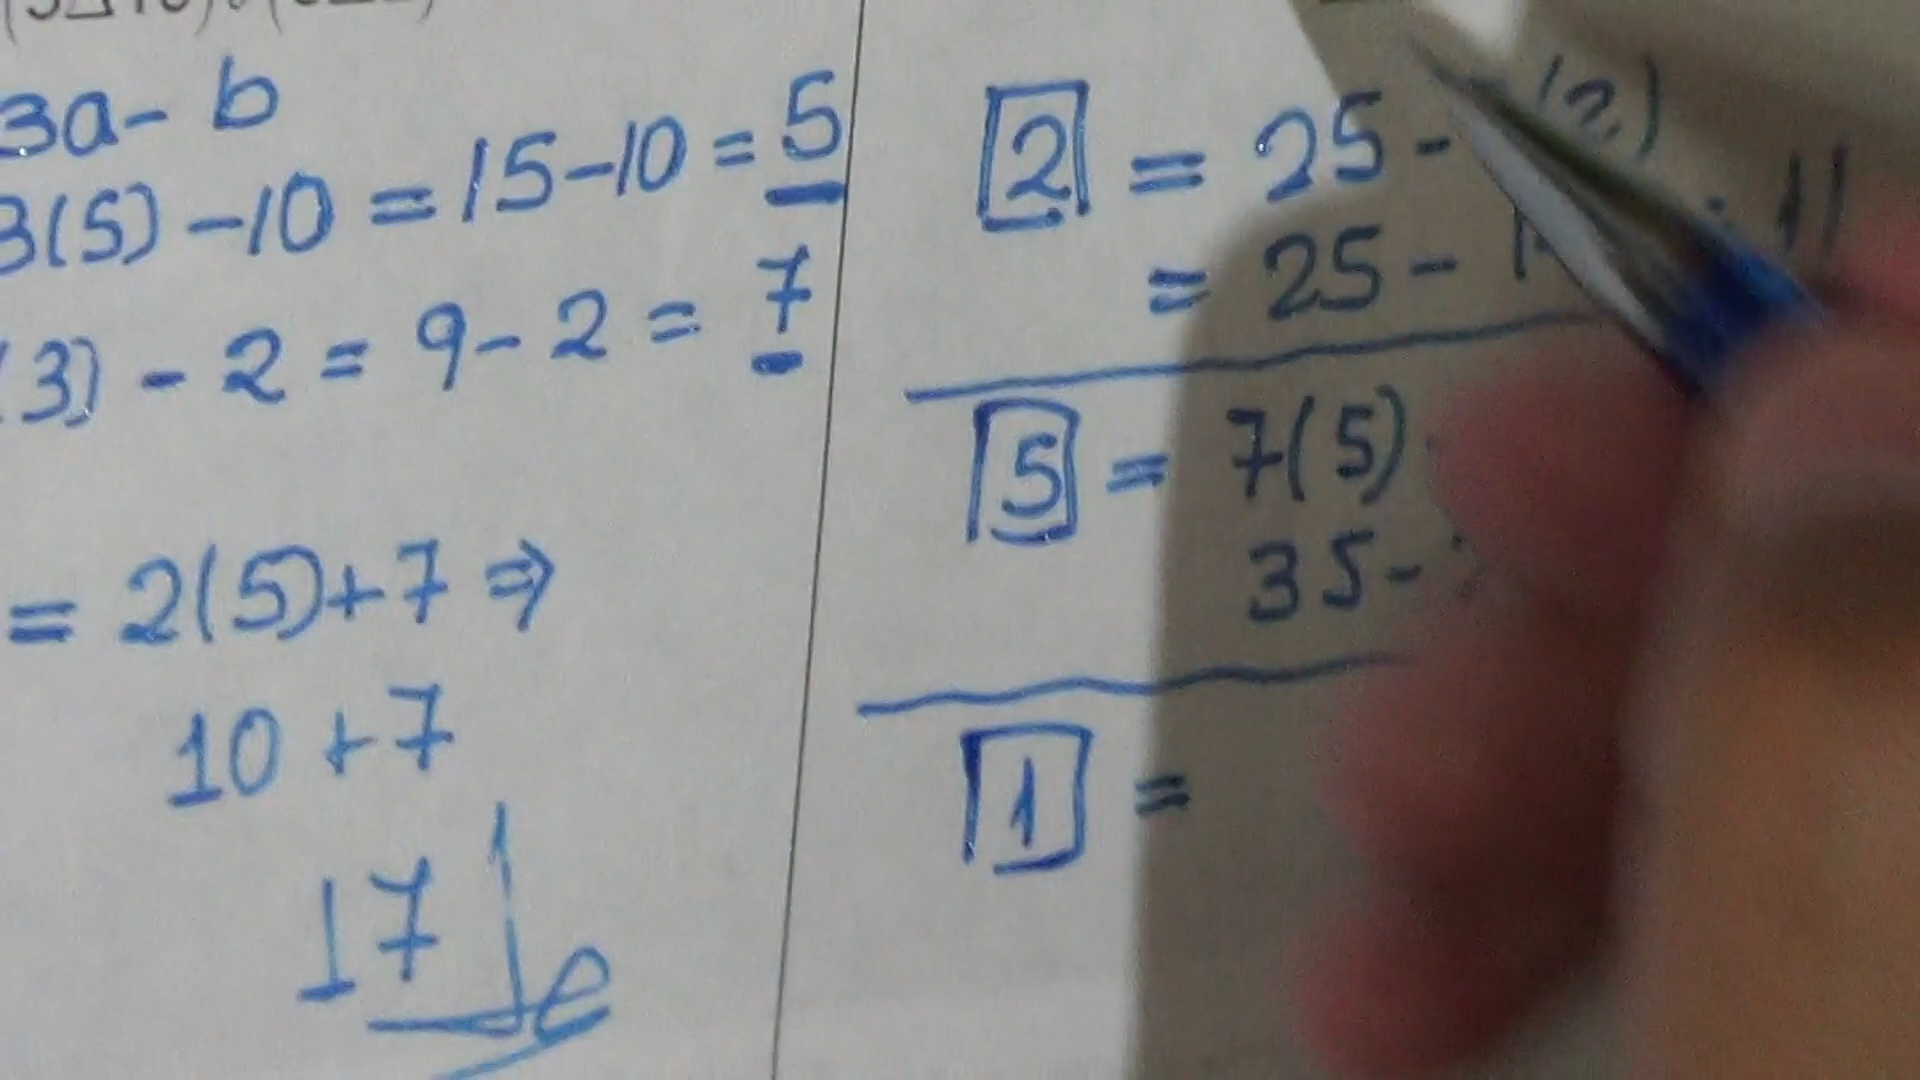 3a - b
3(5) - 10 = 15 - 10 = 5
(3) - 2 = 9 - 2 = 7
= 2(5) + 7 ⇒
10 + 7
17
2 = 25 -
= 25 -
5 = 7(5)
35 -
1 =